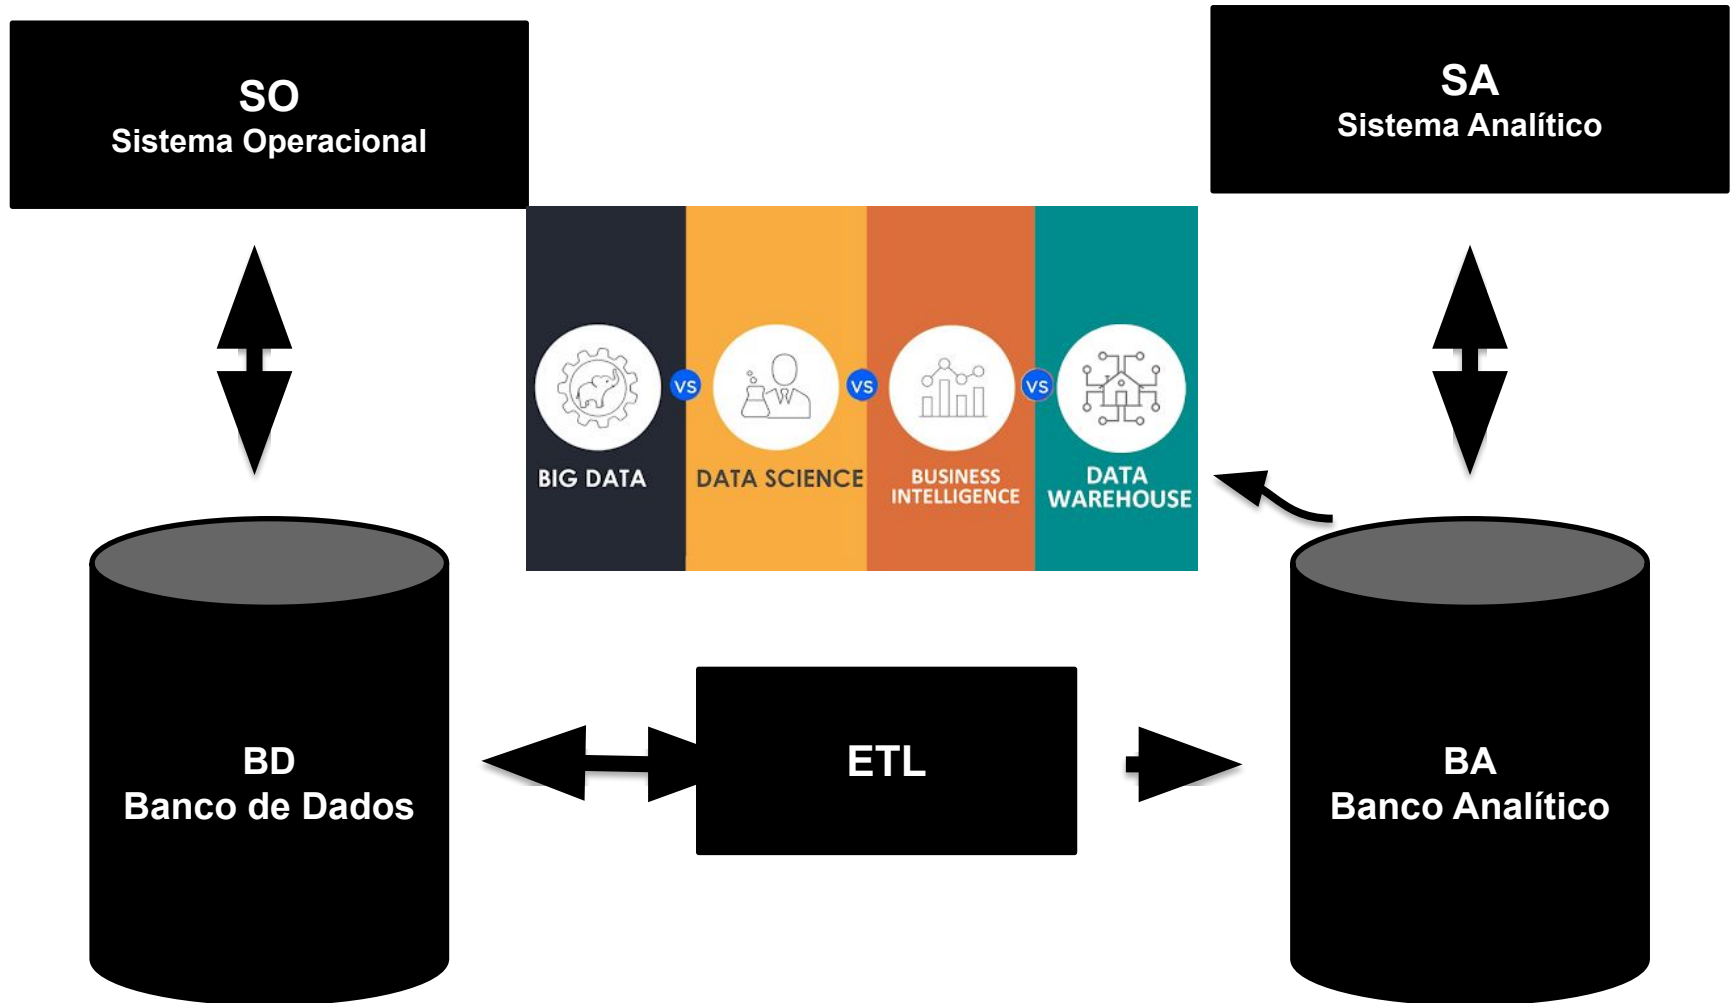 SO
Sistema Operacional
SA
Sistema Analítico
BIG DATA
vs
DATA SCIENCE
vs
BUSINESS
INTELLIGENCE
vs
DATA
WAREHOUSE
BD
Banco de Dados
ETL
BA
Banco Analítico